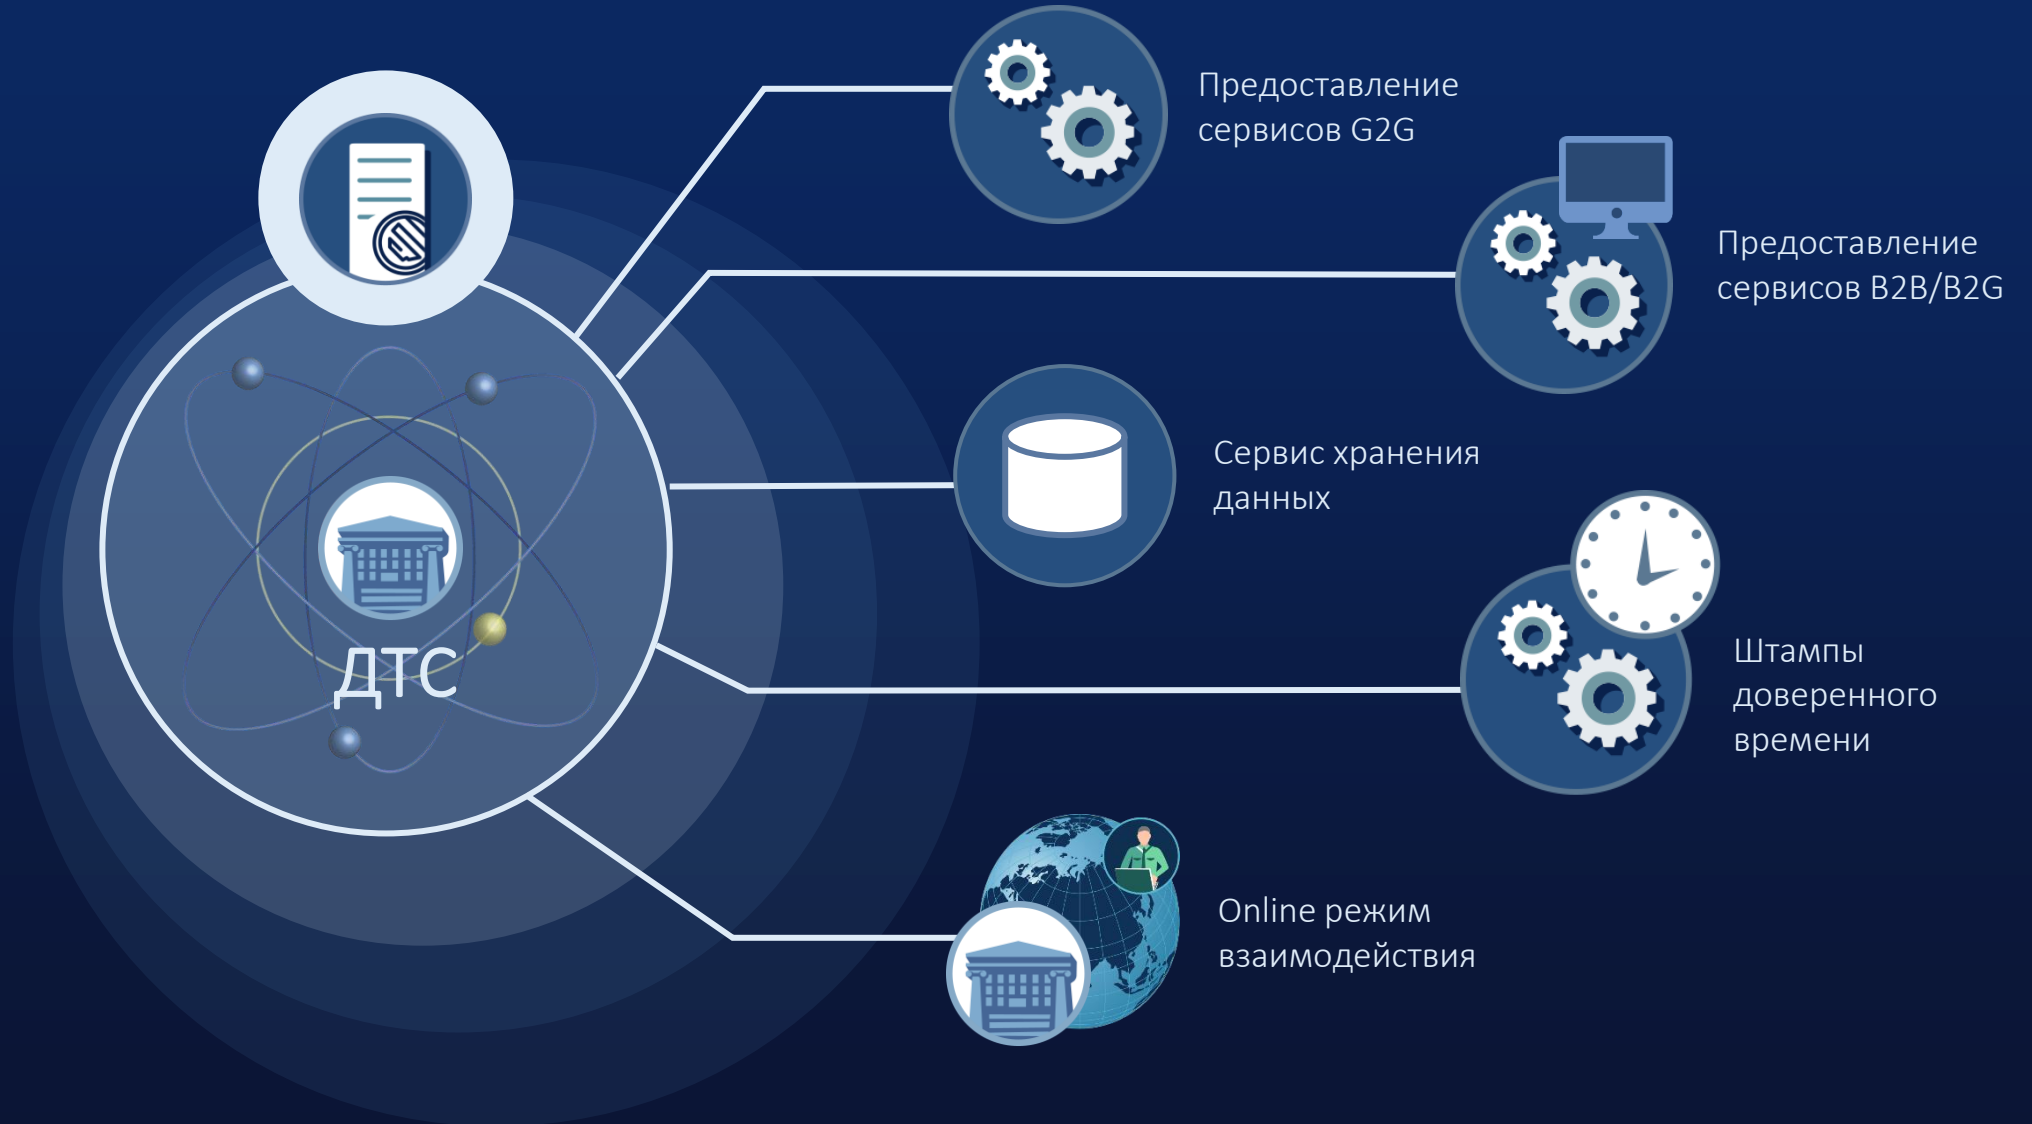 Предоставление
сервисов G2G
Предоставление
сервисов B2B/B2G
Сервис хранения
данных
ДТС
Штампы
доверенного
времени
Online режим
взаимодействия